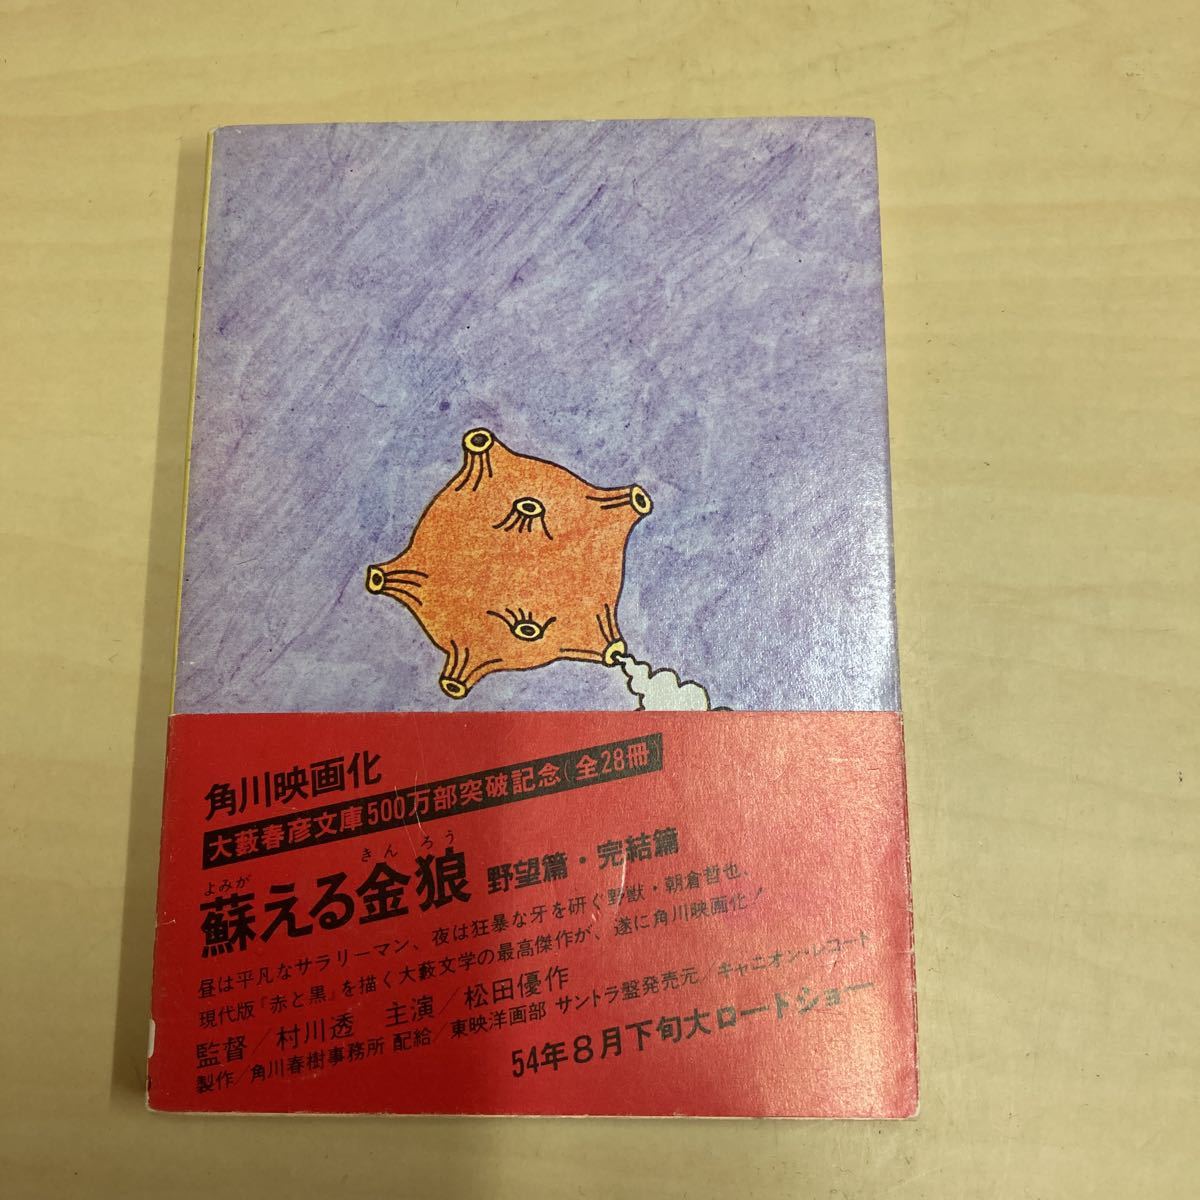 角川映画化
大藪春彦文庫500万部突破記念(全28冊)
よみが きんろう
蘇える金狼 野望篇・完結篇
昼は平凡なサラリーマン、夜は狂暴な牙を研ぐ野獣・朝倉哲也、
現代版『赤と黒』を描く大藪文学の最高傑作が、遂に角川映画化!
監督/村川透 主演/松田優作
製作/角川春樹事務所 配給/東映洋画部 サントラ盤発売元/キャニオン・レコード
54年8月下旬大ロードショー